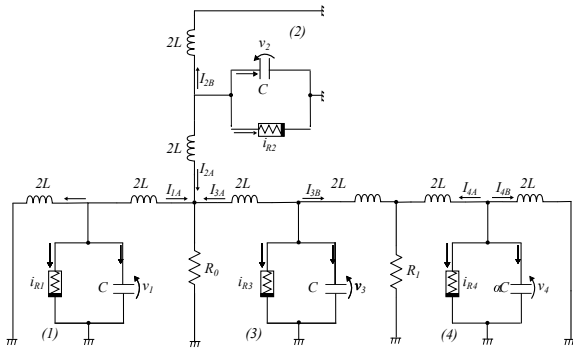 (2)
2L
v2
I2B
C
iR2
2L
I2A
2L
I1A
I3A
2L
I3B
2L
2L
I4A
I4B
2L
iR1
C
v1
R0
iR3
C
v3
R1
iR4
αC
v4
(1)
(3)
(4)